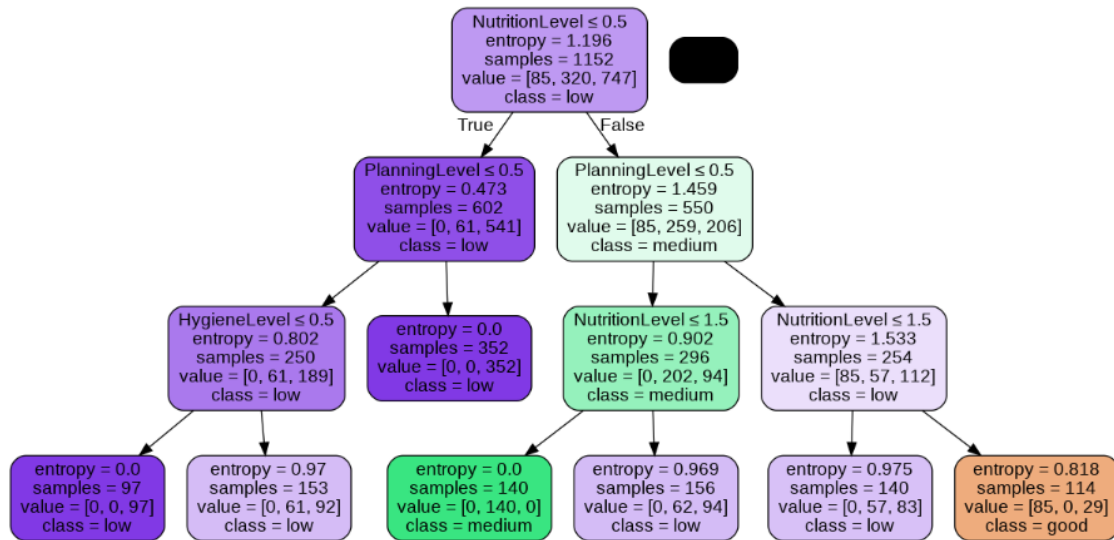 NutritionLevel ≤ 0.5
entropy = 1.196
samples = 1152
value = [85, 320, 747]
class = low
True
False
PlanningLevel ≤ 0.5
entropy = 0.473
samples = 602
value = [0, 61, 541]
class = low
PlanningLevel ≤ 0.5
entropy = 1.459
samples = 550
value = [85, 259, 206]
class = medium
HygieneLevel ≤ 0.5
entropy = 0.802
samples = 250
value = [0, 61, 189]
class = low
entropy = 0.0
samples = 352
value = [0, 0, 352]
class = low
NutritionLevel ≤ 1.5
entropy = 0.902
samples = 296
value = [0, 202, 94]
class = medium
NutritionLevel ≤ 1.5
entropy = 1.533
samples = 254
value = [85, 57, 112]
class = low
entropy = 0.0
samples = 97
value = [0, 0, 97]
class = low
entropy = 0.97
samples = 153
value = [0, 61, 92]
class = low
entropy = 0.0
samples = 140
value = [0, 140, 0]
class = medium
entropy = 0.969
samples = 156
value = [0, 62, 94]
class = low
entropy = 0.975
samples = 140
value = [0, 57, 83]
class = low
entropy = 0.818
samples = 114
value = [85, 0, 29]
class = good